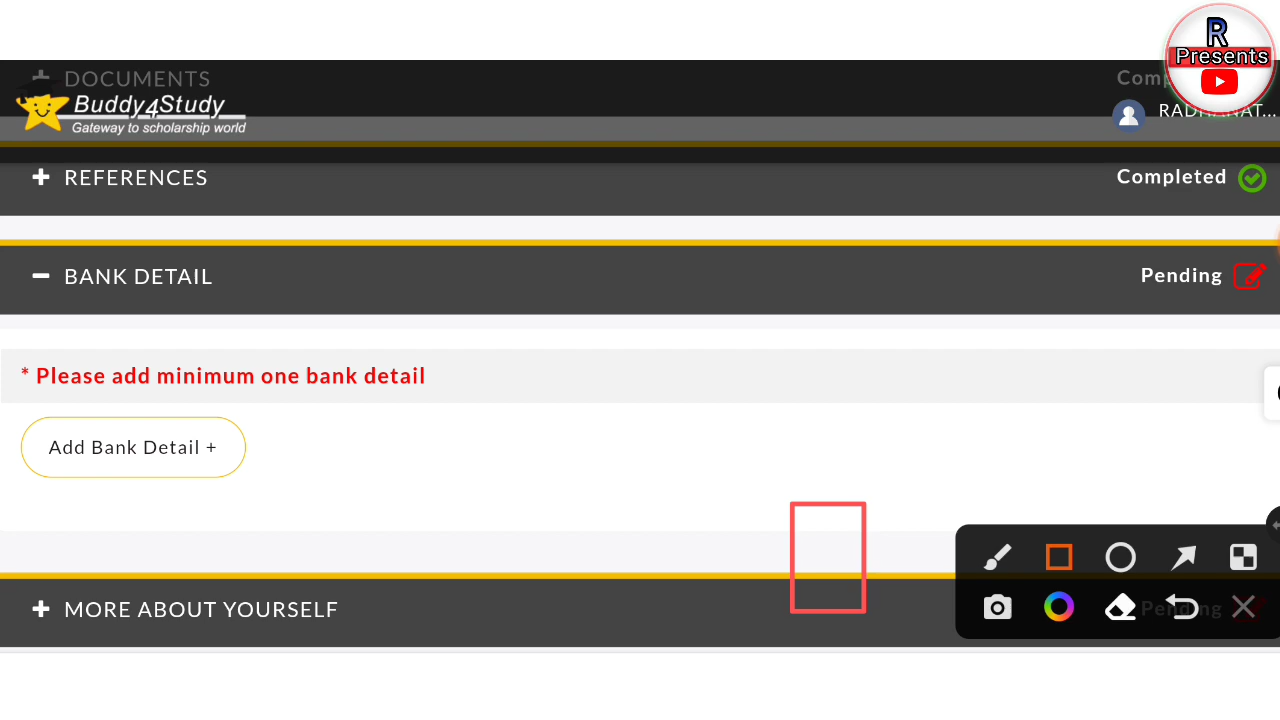 R
Presents
DOCUMENTS
Buddy4Study
Gateway to scholarship world
REFERENCES
Completed
BANK DETAIL
Pending
* Please add minimum one bank detail
Add Bank Detail +
MORE ABOUT YOURSELF
Pending